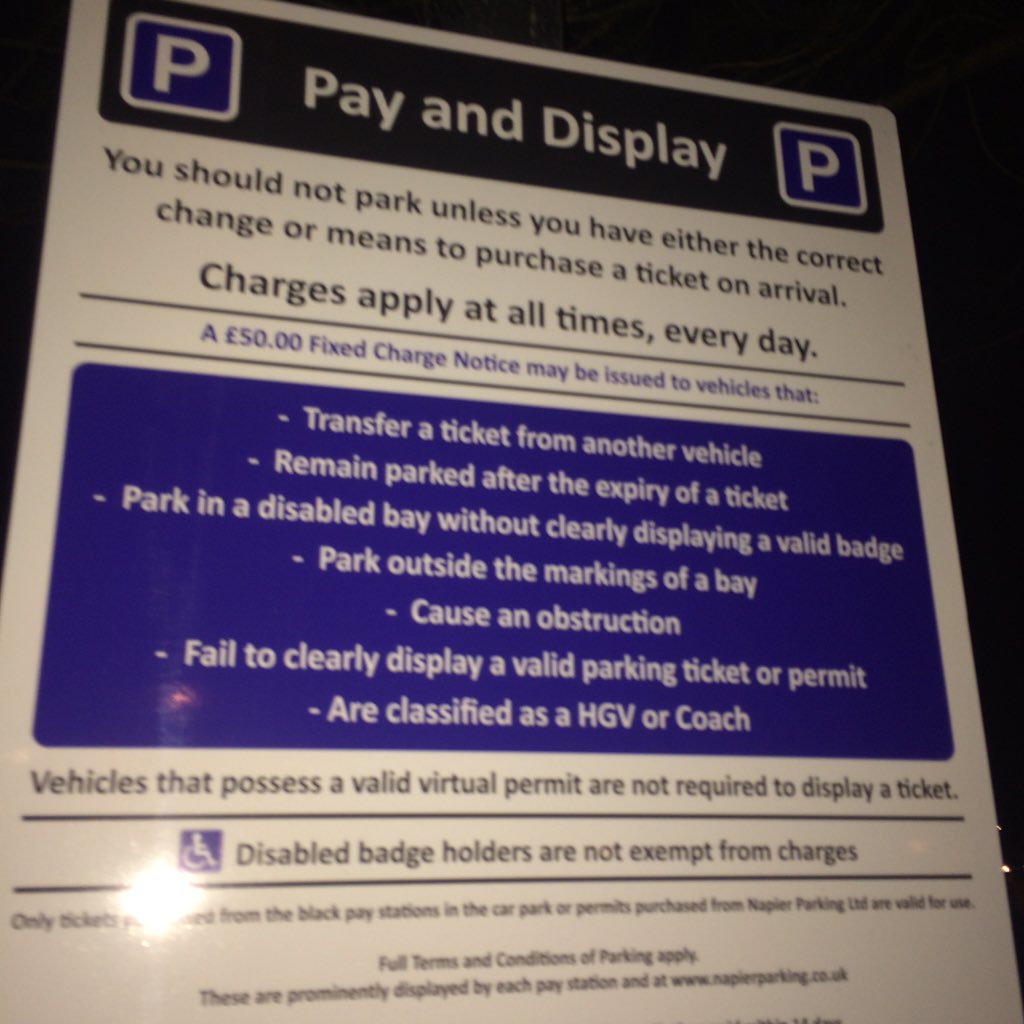 P Pay and Display P
You should not park unless you have either the correct
change or means to purchase a ticket on arrival.
Charges apply at all times, every day.
A £50.00 Fixed Charge Notice may be issued to vehicles that:
- Transfer a ticket from another vehicle
- Remain parked after the expiry of a ticket
- Park in a disabled bay without clearly displaying a valid badge
- Park outside the markings of a bay
- Cause an obstruction
- Fail to clearly display a valid parking ticket or permit
- Are classified as a HGV or Coach
Vehicles that possess a valid virtual permit are not required to display a ticket.
Disabled badge holders are not exempt from charges
Only tickets from the black pay stations in the car park or permits purchased from Napier Parking Ltd are valid for use.
Full Terms and Conditions of Parking apply.
These are prominently displayed by each pay station and at www.napierparking.co.uk
within 14 days